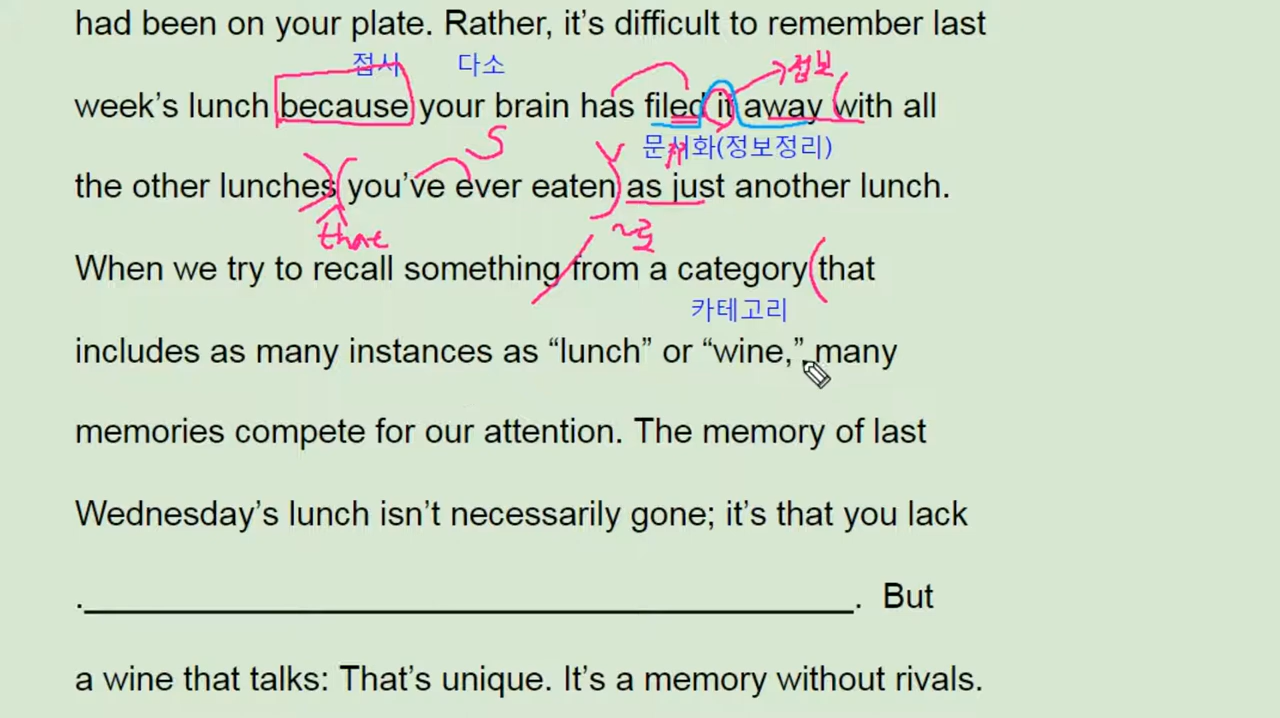 had been on your plate. Rather, it’s difficult to remember last
접시 다소
week’s lunch because your brain has filed it away with all
S 문서화(정보정리)
the other lunches you’ve ever eaten as just another lunch.
that ~로
When we try to recall something from a category that
카테고리
includes as many instances as “lunch” or “wine,” many
memories compete for our attention. The memory of last
Wednesday’s lunch isn’t necessarily gone; it’s that you lack
.______________________________________. But
a wine that talks: That’s unique. It’s a memory without rivals.